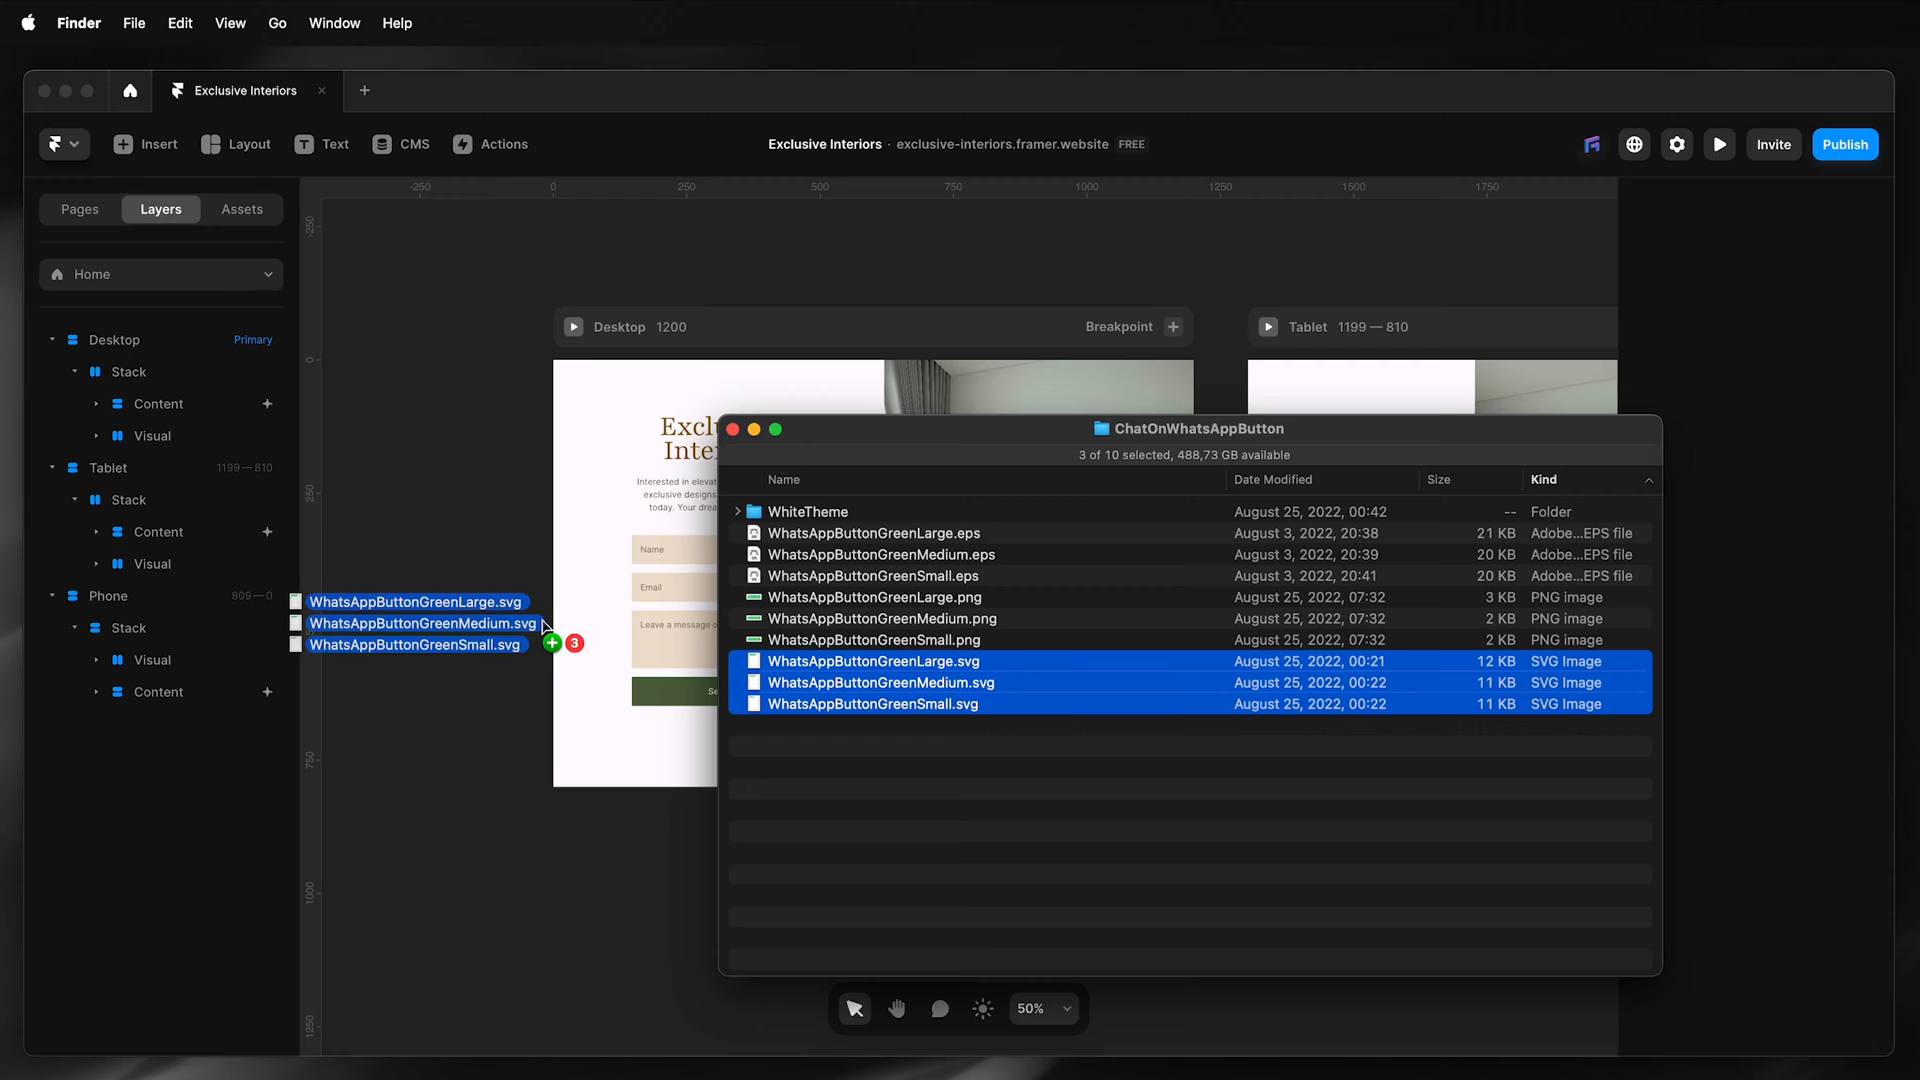 Finder File Edit View Go Window Help
Exclusive Interiors
Insert Layout Text CMS Actions
Exclusive Interiors · exclusive-interiors.framer.website FREE
Invite Publish
Pages Layers Assets
-250 0 250 500 750 1000 1250 1500 1750
Home
Desktop Primary
Stack
Content
Visual
Tablet 1199 — 810
Stack
Content
Visual
Phone 809 — 0
Stack
Visual
Content
-250
0
250
750
1000
1250
WhatsAppButtonGreenLarge.svg
WhatsAppButtonGreenMedium.svg
WhatsAppButtonGreenSmall.svg
3
Desktop 1200 Breakpoint
Tablet 1199 — 810
Name
Email
Leave a message
ChatOnWhatsAppButton
3 of 10 selected, 488,73 GB available
Name Date Modified Size Kind
WhiteTheme August 25, 2022, 00:42 -- Folder
WhatsAppButtonGreenLarge.eps August 3, 2022, 20:38 21 KB Adobe...EPS file
WhatsAppButtonGreenMedium.eps August 3, 2022, 20:39 20 KB Adobe...EPS file
WhatsAppButtonGreenSmall.eps August 3, 2022, 20:41 20 KB Adobe...EPS file
WhatsAppButtonGreenLarge.png August 25, 2022, 07:32 3 KB PNG image
WhatsAppButtonGreenMedium.png August 25, 2022, 07:32 2 KB PNG image
WhatsAppButtonGreenSmall.png August 25, 2022, 07:32 2 KB PNG image
WhatsAppButtonGreenLarge.svg August 25, 2022, 00:21 12 KB SVG Image
WhatsAppButtonGreenMedium.svg August 25, 2022, 00:22 11 KB SVG Image
WhatsAppButtonGreenSmall.svg August 25, 2022, 00:22 11 KB SVG Image
50%